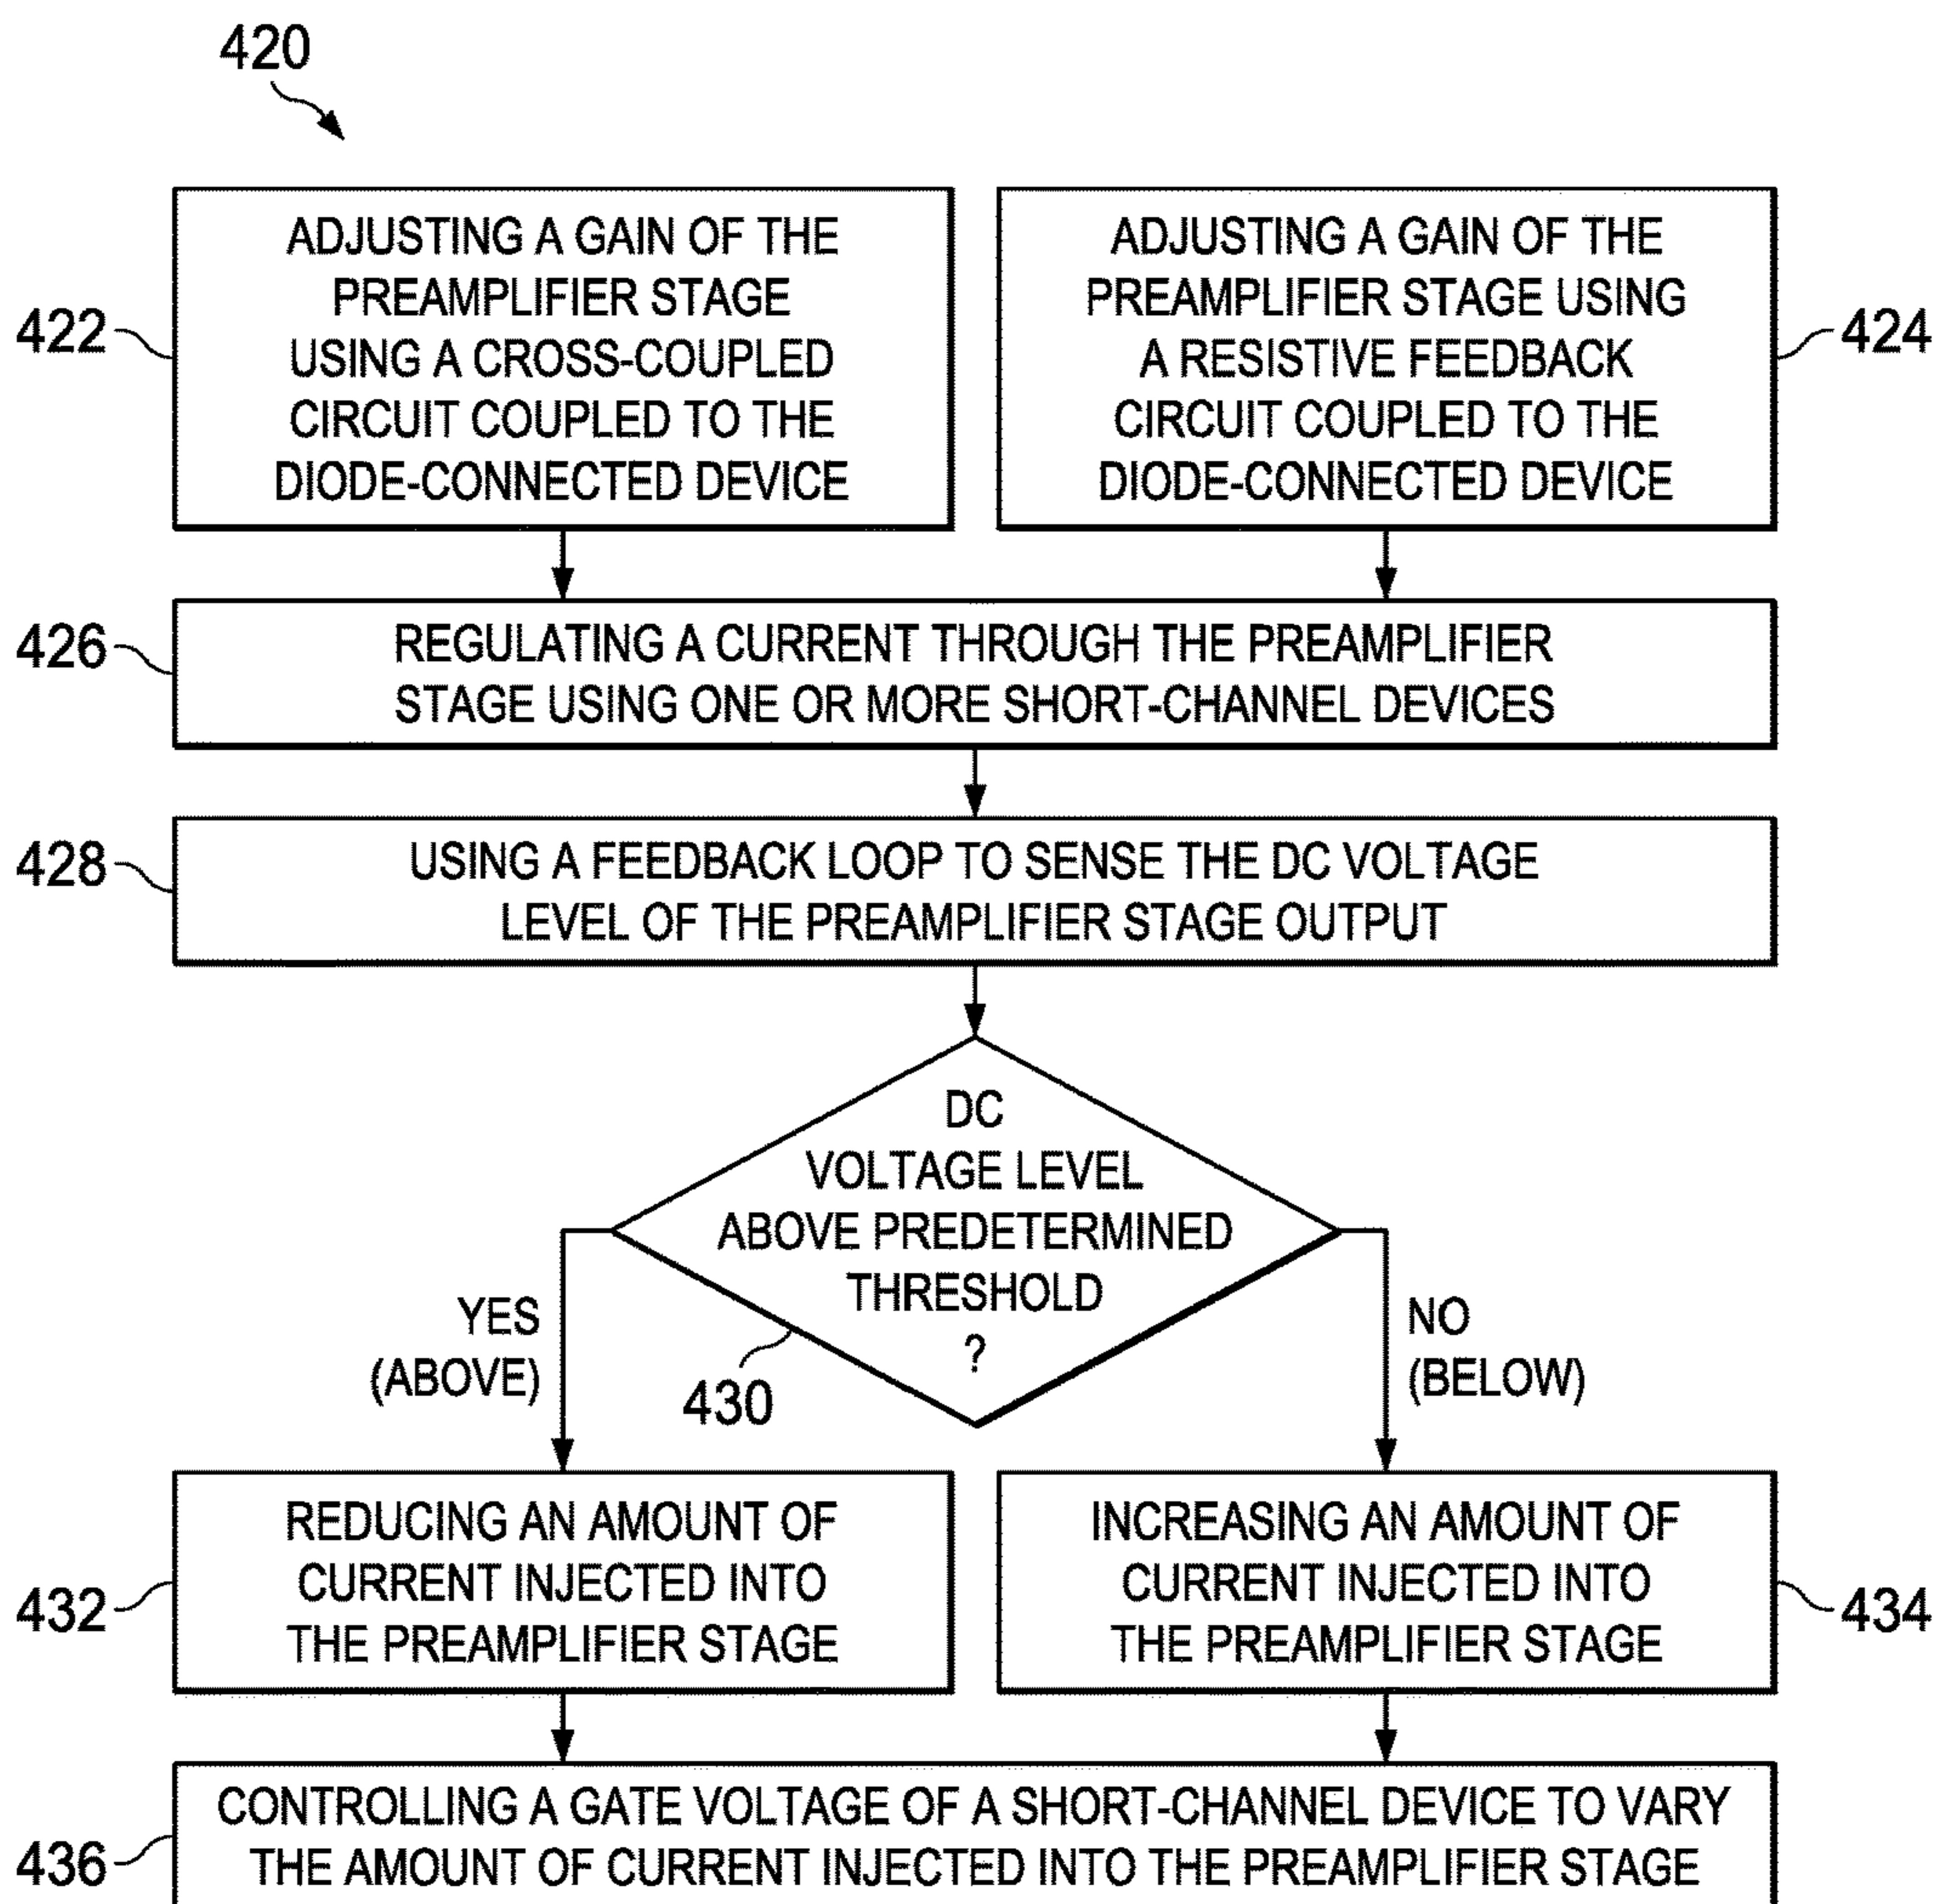 420
ADJUSTING A GAIN OF THE
PREAMPLIFIER STAGE
USING A CROSS-COUPLED
CIRCUIT COUPLED TO THE
DIODE-CONNECTED DEVICE
422
ADJUSTING A GAIN OF THE
PREAMPLIFIER STAGE USING
A RESISTIVE FEEDBACK
CIRCUIT COUPLED TO THE
DIODE-CONNECTED DEVICE
424
426
REGULATING A CURRENT THROUGH THE PREAMPLIFIER
STAGE USING ONE OR MORE SHORT-CHANNEL DEVICES
428
USING A FEEDBACK LOOP TO SENSE THE DC VOLTAGE
LEVEL OF THE PREAMPLIFIER STAGE OUTPUT
DC
VOLTAGE LEVEL
ABOVE PREDETERMINED
THRESHOLD
?
430
YES
(ABOVE)
NO
(BELOW)
432
REDUCING AN AMOUNT OF
CURRENT INJECTED INTO
THE PREAMPLIFIER STAGE
INCREASING AN AMOUNT OF
CURRENT INJECTED INTO
THE PREAMPLIFIER STAGE
434
436
CONTROLLING A GATE VOLTAGE OF A SHORT-CHANNEL DEVICE TO VARY
THE AMOUNT OF CURRENT INJECTED INTO THE PREAMPLIFIER STAGE